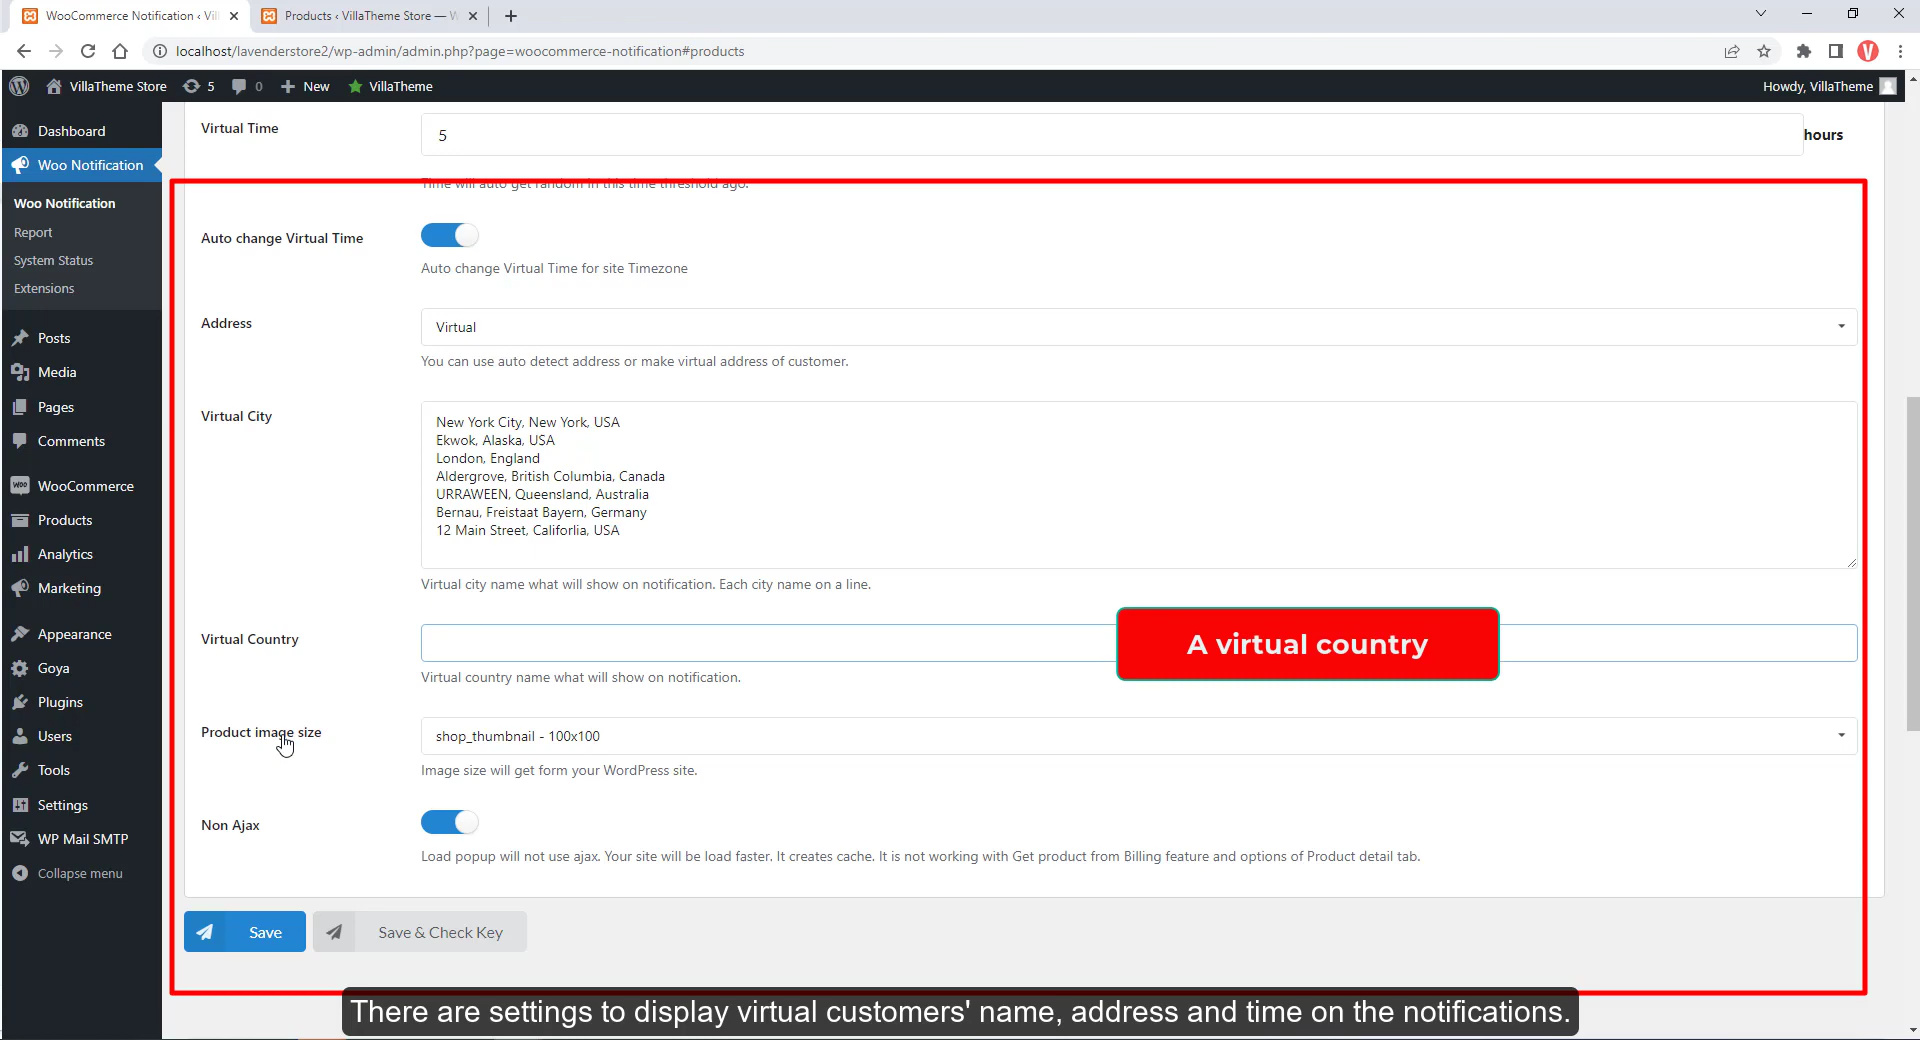 WooCommerce Notification ‹ Vill
Products ‹ VillaTheme Store — W
localhost/lavenderstore2/wp-admin/admin.php?page=woocommerce-notification#products
VillaTheme Store
5
0
New
VillaTheme
Howdy, VillaTheme
Dashboard
Woo Notification
Woo Notification
Report
System Status
Extensions
Posts
Media
Pages
Comments
WooCommerce
Products
Analytics
Marketing
Appearance
Goya
Plugins
Users
Tools
Settings
WP Mail SMTP
Collapse menu
Virtual Time
5
hours
Time will auto get random in this time threshold ago.
Auto change Virtual Time
Auto change Virtual Time for site Timezone
Address
Virtual
You can use auto detect address or make virtual address of customer.
Virtual City
New York City, New York, USA
Ekwok, Alaska, USA
London, England
Aldergrove, British Columbia, Canada
URRAWEEN, Queensland, Australia
Bernau, Freistaat Bayern, Germany
12 Main Street, Califorlia, USA
Virtual city name what will show on notification. Each city name on a line.
Virtual Country
A virtual country
Virtual country name what will show on notification.
Product image size
shop_thumbnail - 100x100
Image size will get form your WordPress site.
Non Ajax
Load popup will not use ajax. Your site will be load faster. It creates cache. It is not working with Get product from Billing feature and options of Product detail tab.
Save
Save & Check Key
There are settings to display virtual customers' name, address and time on the notifications.